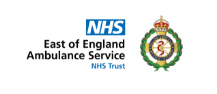 NHS
East of England
Ambulance Service
NHS Trust